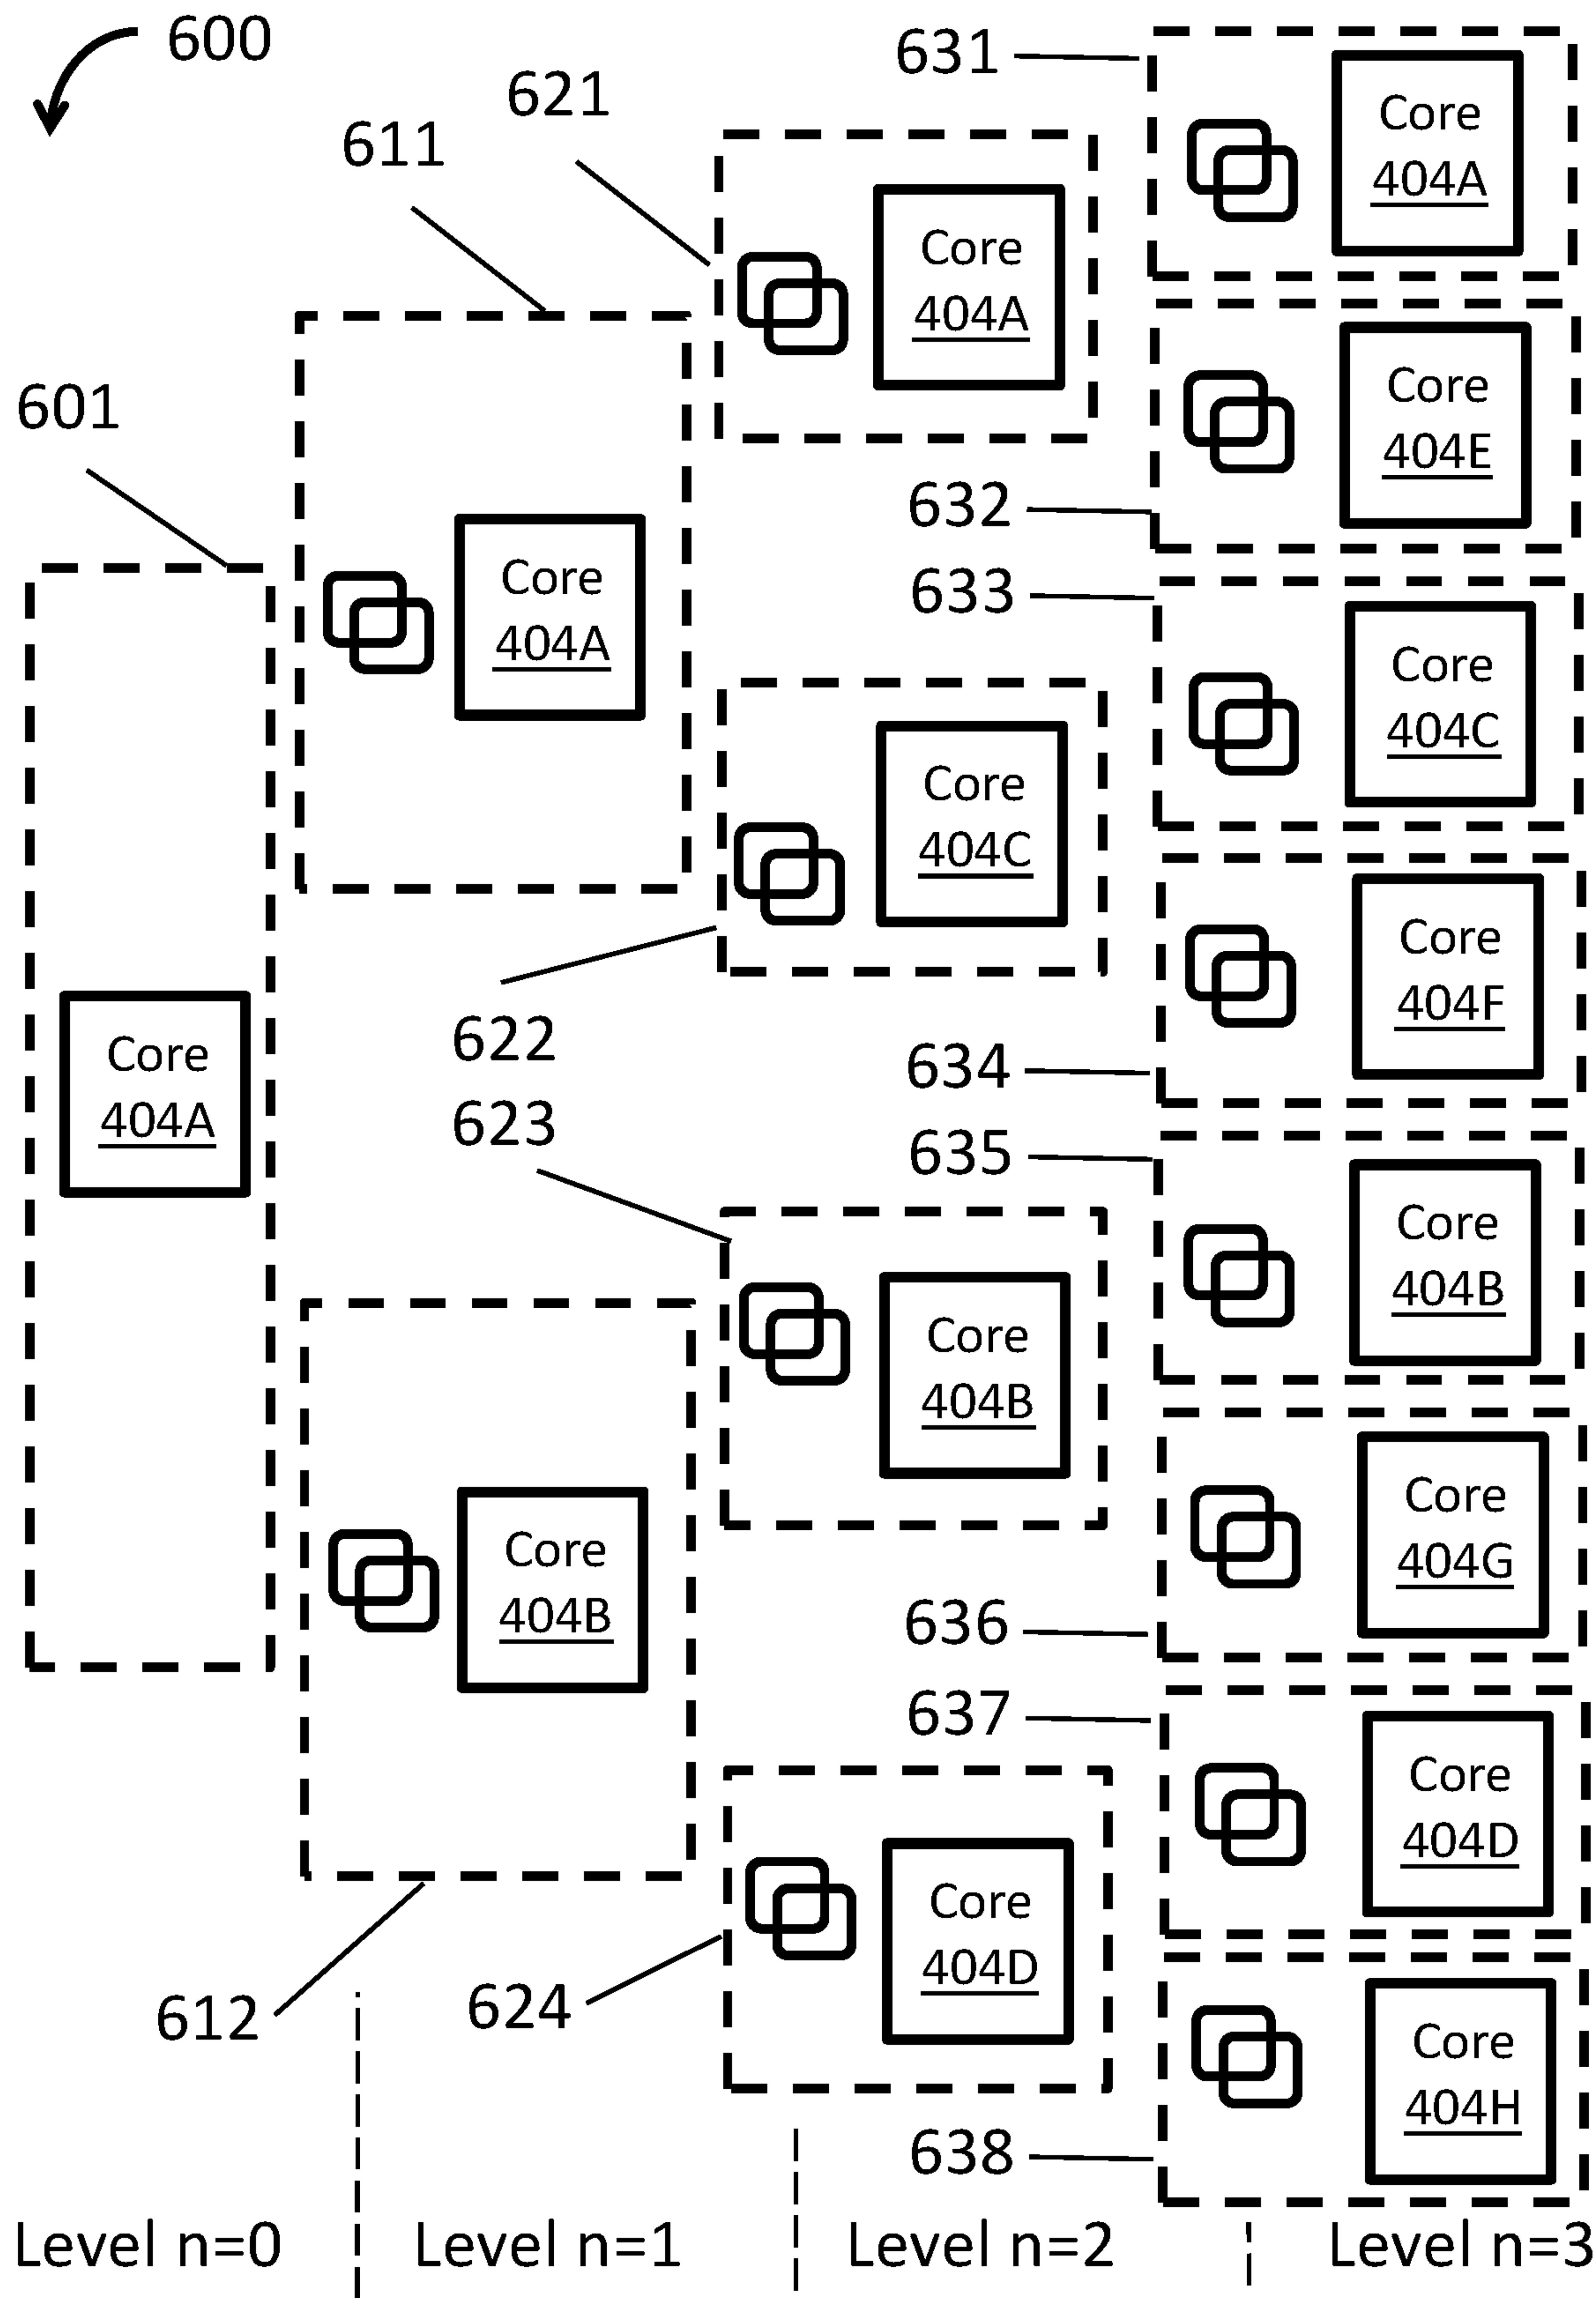 600
601
Core
404A
611
Core
404A
Core
404B
612
621
Core
404A
Core
404C
622
623
Core
404B
Core
404D
624
631
Core
404A
Core
404E
632
633
Core
404C
Core
404F
634
635
Core
404B
Core
404G
636
637
Core
404D
Core
404H
638
Level n=0
Level n=1
Level n=2
Level n=3